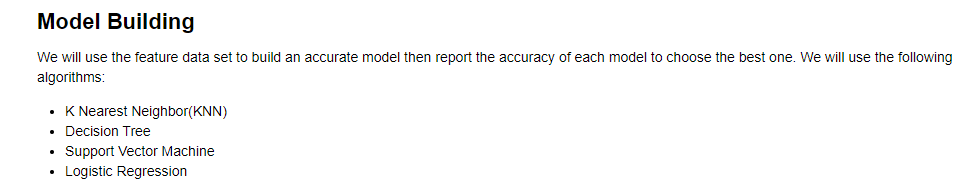 Model Building
We will use the feature data set to build an accurate model then report the accuracy of each model to choose the best one. We will use the following
algorithms:
• K Nearest Neighbor(KNN)
• Decision Tree
• Support Vector Machine
• Logistic Regression